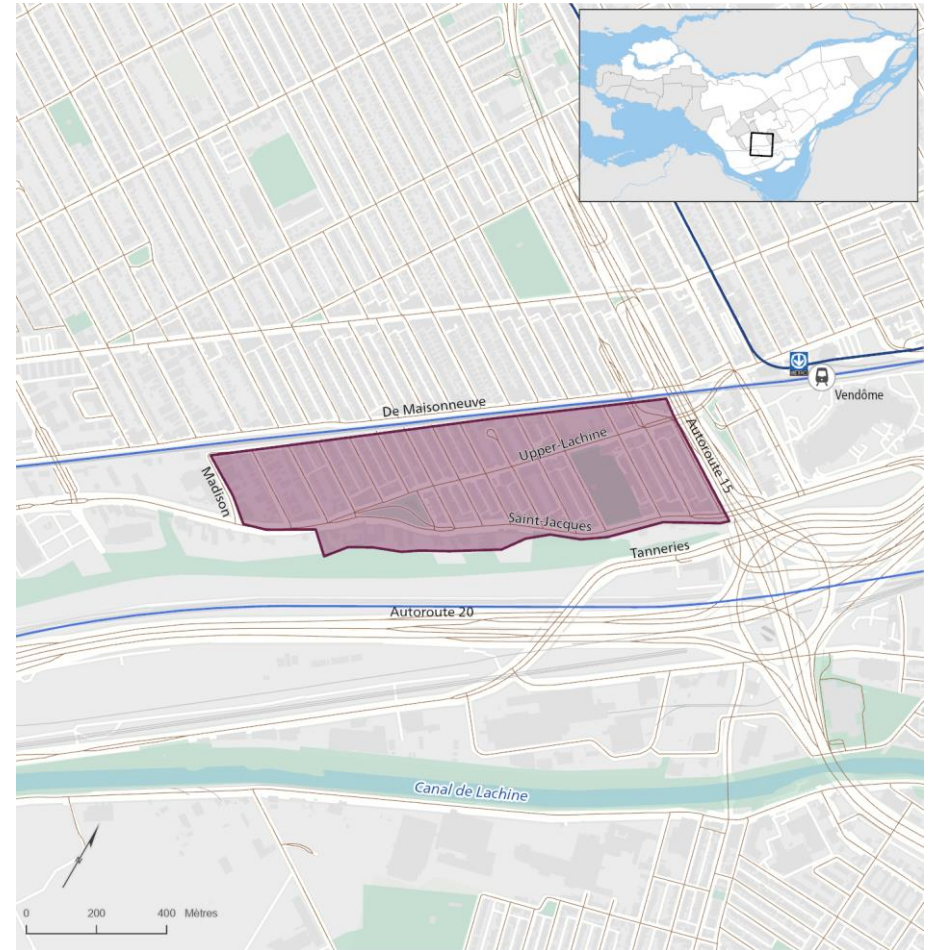 Vendôme
De Maisonneuve
Upper-Lachine
Autoroute 15
Madison
Saint-Jacques
Tanneries
Autoroute 20
Canal de Lachine
0 200 400 Mètres